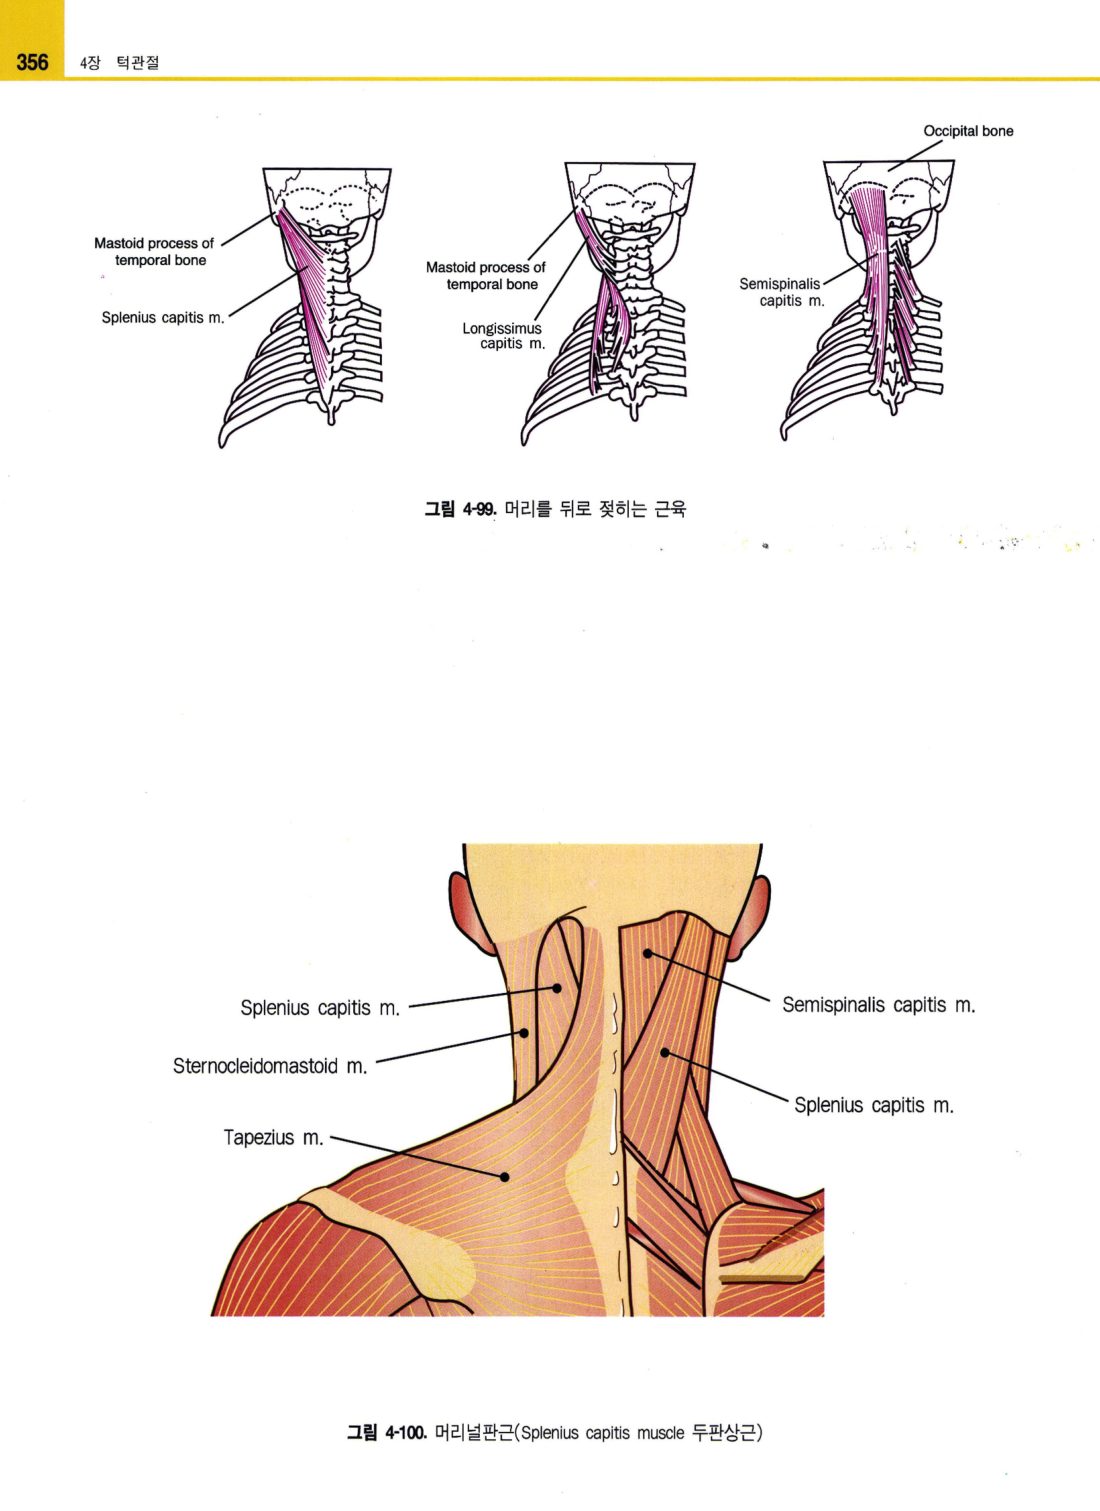 356 4장 턱관절
Occipital bone
Mastoid process of
temporal bone
Splenius capitis m.
Mastoid process of
temporal bone
Longissimus
capitis m.
Semispinalis
capitis m.
그림 4-99. 머리를 뒤로 젖히는 근육
Splenius capitis m.
Sternocleidomastoid m.
Tapezius m.
Semispinalis capitis m.
Splenius capitis m.
그림 4-100. 머리널판근(Splenius capitis muscle 두판상근)